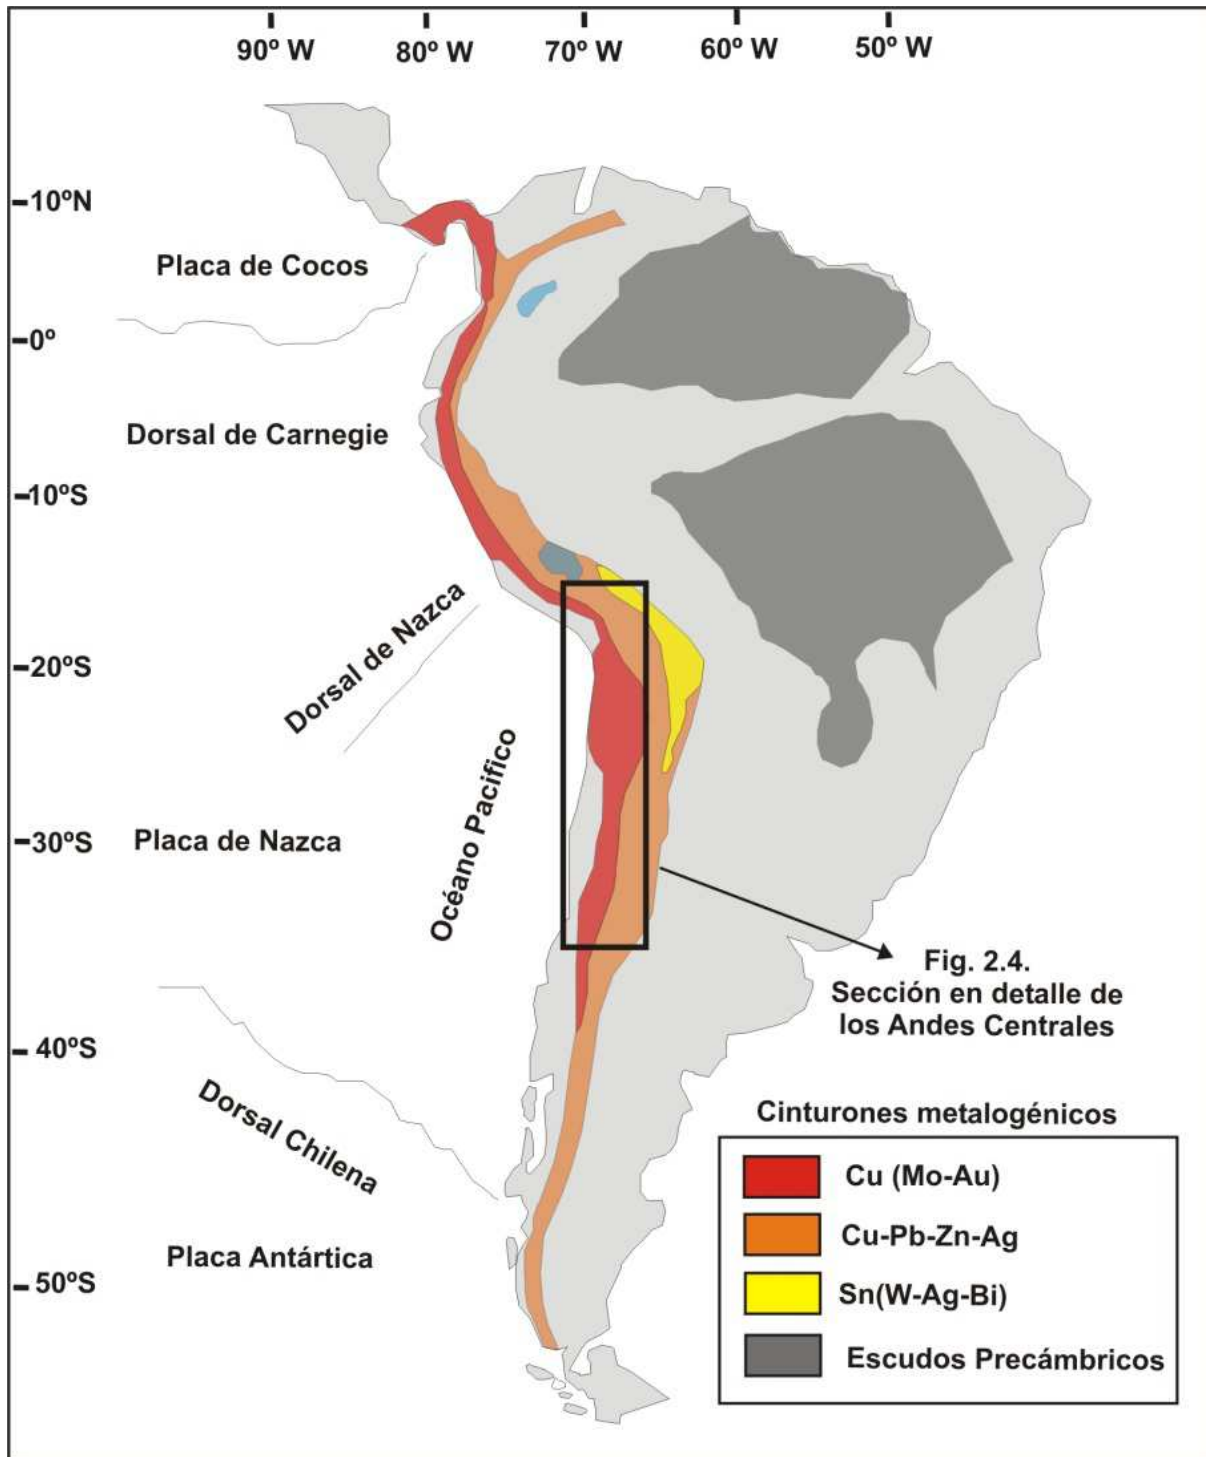 90º W
80º W
70º W
60º W
50º W
10ºN
Placa de Cocos
0º
Dorsal de Carnegie
10ºS
Dorsal de Nazca
20ºS
Océano Pacifico
Placa de Nazca
30ºS
Fig. 2.4.
Sección en detalle de
los Andes Centrales
40ºS
Dorsal Chilena
Placa Antártica
50ºS
Cinturones metalogénicos
Cu (Mo-Au)
Cu-Pb-Zn-Ag
Sn(W-Ag-Bi)
Escudos Precámbricos